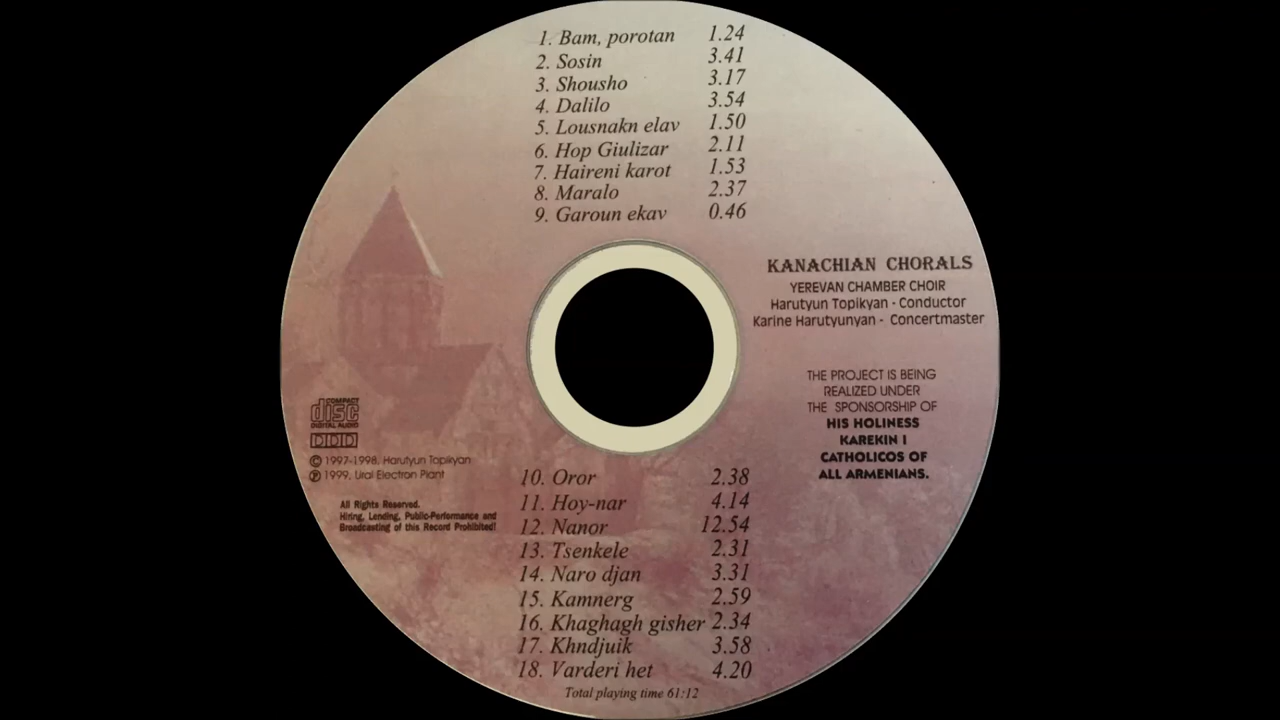 1. Bam, porotan 1.24
2. Sosin 3.41
3. Shousho 3.17
4. Dalilo 3.54
5. Lousnakn elav 1.50
6. Hop Giulizar 2.11
7. Haireni karot 1.53
8. Maralo 2.37
9. Garoun ekav 0.46
KANACHIAN CHORALS
YEREVAN CHAMBER CHOIR
Harutyun Topikyan - Conductor
Karine Harutyunyan - Concertmaster
THE PROJECT IS BEING
REALIZED UNDER
THE SPONSORSHIP OF
HIS HOLINESS
KAREKIN I
CATHOLICOS OF
ALL ARMENIANS.
COMPACT
disc
DIGITAL AUDIO
DDD
© 1997-1998, Harutyun Topikyan
℗ 1999, Ural Electron Plant
All Rights Reserved.
Hiring, Lending, Public-Performance and
Broadcasting of this Record Prohibited!
10. Oror 2.38
11. Hoy-nar 4.14
12. Nanor 12.54
13. Tsenkele 2.31
14. Naro djan 3.31
15. Kamnerg 2.59
16. Khaghagh gisher 2.34
17. Khndjuik 3.58
18. Varderi het 4.20
Total playing time 61:12